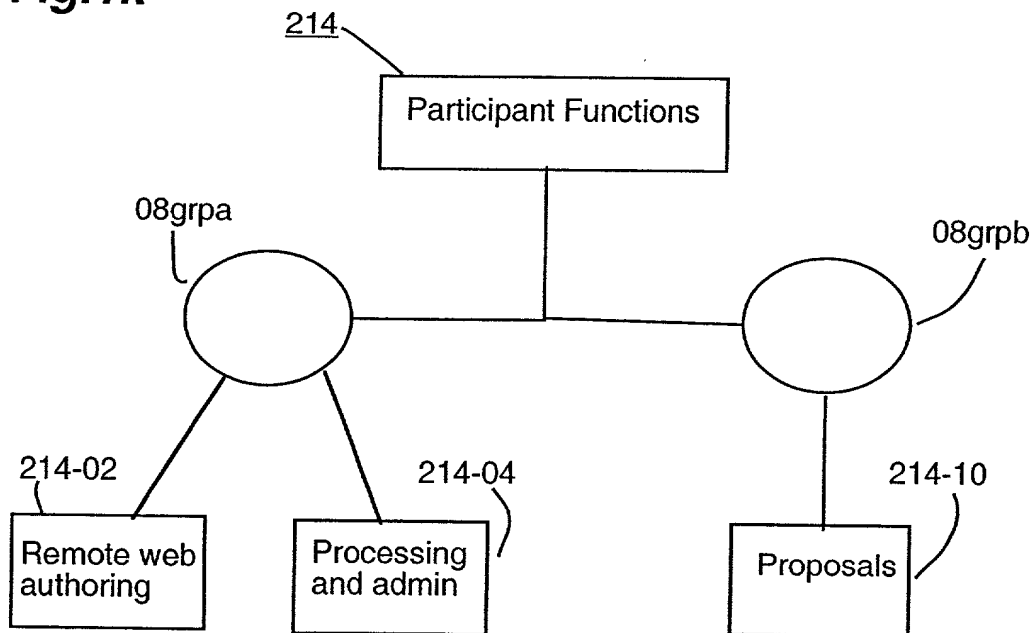 214
Participant Functions
08grpa
08grpb
214-02
214-04
214-10
Remote web
authoring
Processing
and admin
Proposals